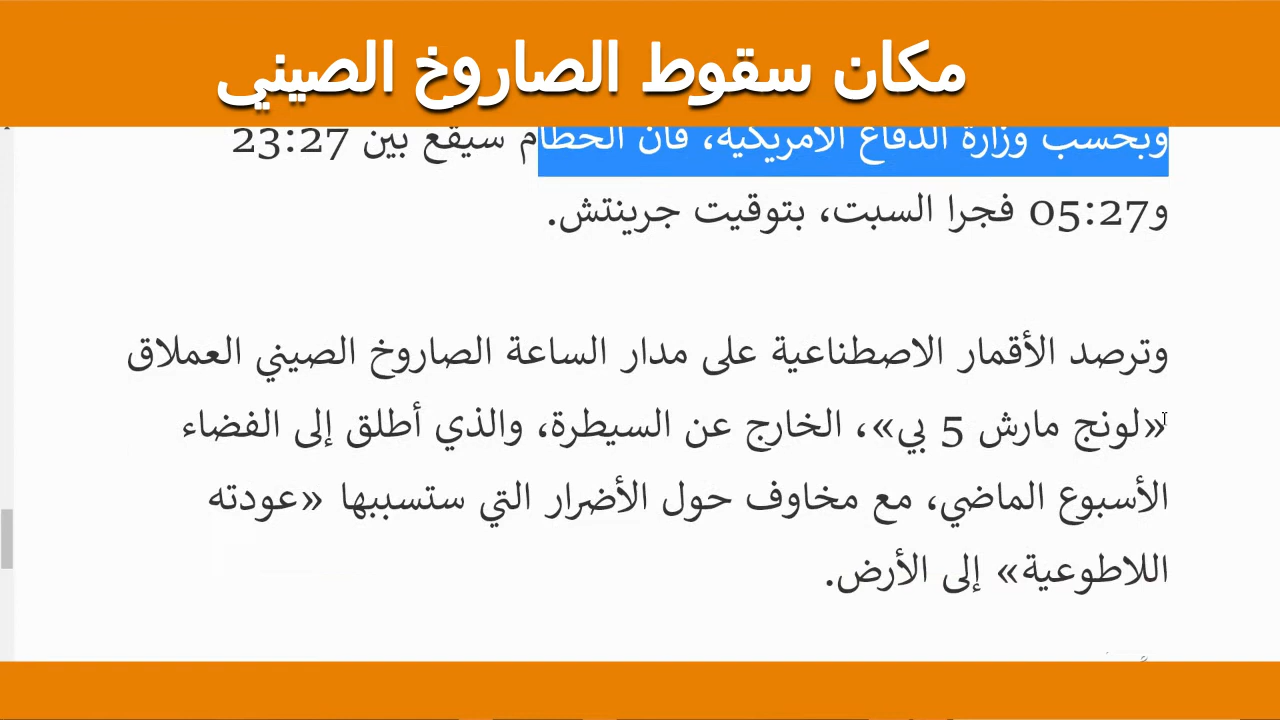 مكان سقوط الصاروخ الصيني
وبحسب وزارة الدفاع الأمريكية، فأن الحطام سيقع بين 23:27
و05:27 فجرا السبت، بتوقيت جرينتش.
وترصد الأقمار الاصطناعية على مدار الساعة الصاروخ الصيني العملاق
«لونج مارش 5 بي»، الخارج عن السيطرة، والذي أطلق إلى الفضاء
الأسبوع الماضي، مع مخاوف حول الأضرار التي ستسببها «عودته
اللاطوعية» إلى الأرض.